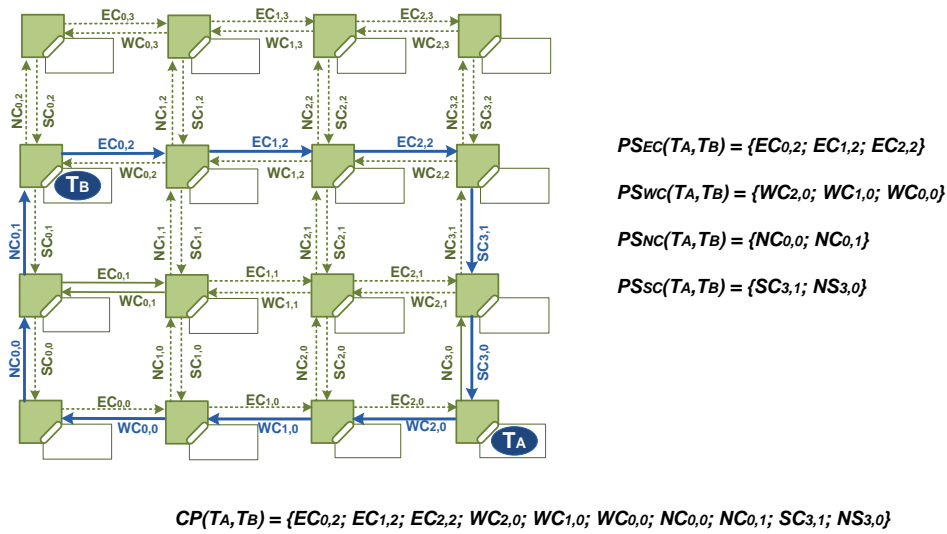 EC0,3 EC1,3 EC2,3
WC0,3 WC1,3 WC2,3
NC0,2 SC0,2 NC1,2 SC1,2 NC2,2 SC2,2 NC3,2 SC3,2
EC0,2 EC1,2 EC2,2
WC0,2 WC1,2 WC2,2
TB
NC0,1 SC0,1 NC1,1 SC1,1 NC2,1 SC2,1 NC3,1 SC3,1
EC0,1 EC1,1 EC2,1
WC0,1 WC1,1 WC2,1
NC0,0 SC0,0 NC1,0 SC1,0 NC2,0 SC2,0 NC3,0 SC3,0
EC0,0 EC1,0 EC2,0
WC0,0 WC1,0 WC2,0
TA
PSEC(TA,TB) = {EC0,2; EC1,2; EC2,2}
PSWC(TA,TB) = {WC2,0; WC1,0; WC0,0}
PSNC(TA,TB) = {NC0,0; NC0,1}
PSSC(TA,TB) = {SC3,1; NS3,0}
CP(TA,TB) = {EC0,2; EC1,2; EC2,2; WC2,0; WC1,0; WC0,0; NC0,0; NC0,1; SC3,1; NS3,0}